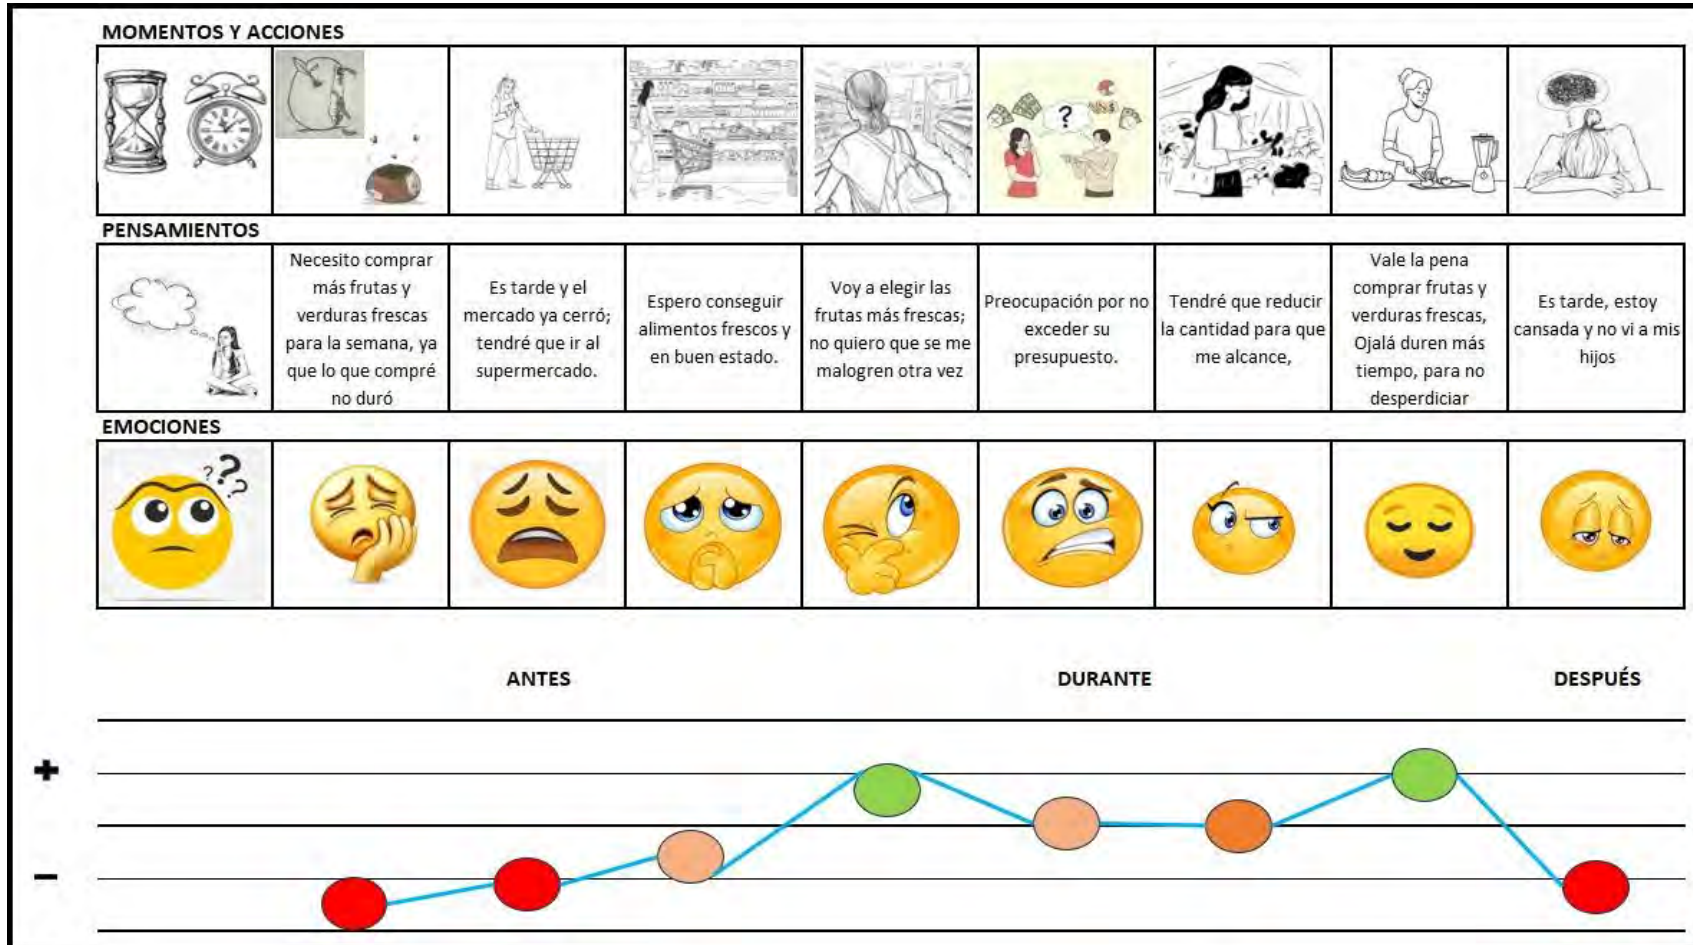 MOMENTOS Y ACCIONES
PENSAMIENTOS
Necesito comprar
más frutas y
verduras frescas
para la semana, ya
que lo que compré
no duró
Es tarde y el
mercado ya cerró;
tendré que ir al
supermercado.
Espero conseguir
alimentos frescos y
en buen estado.
Voy a elegir las
frutas más frescas;
no quiero que se me
malogren otra vez
Preocupación por no
exceder su
presupuesto.
Tendré que reducir
la cantidad para que
me alcance,
Vale la pena
comprar frutas y
verduras frescas,
Ojalá duren más
tiempo, para no
desperdiciar
Es tarde, estoy
cansada y no vi a mis
hijos
EMOCIONES
ANTES
DURANTE
DESPUÉS
+
−